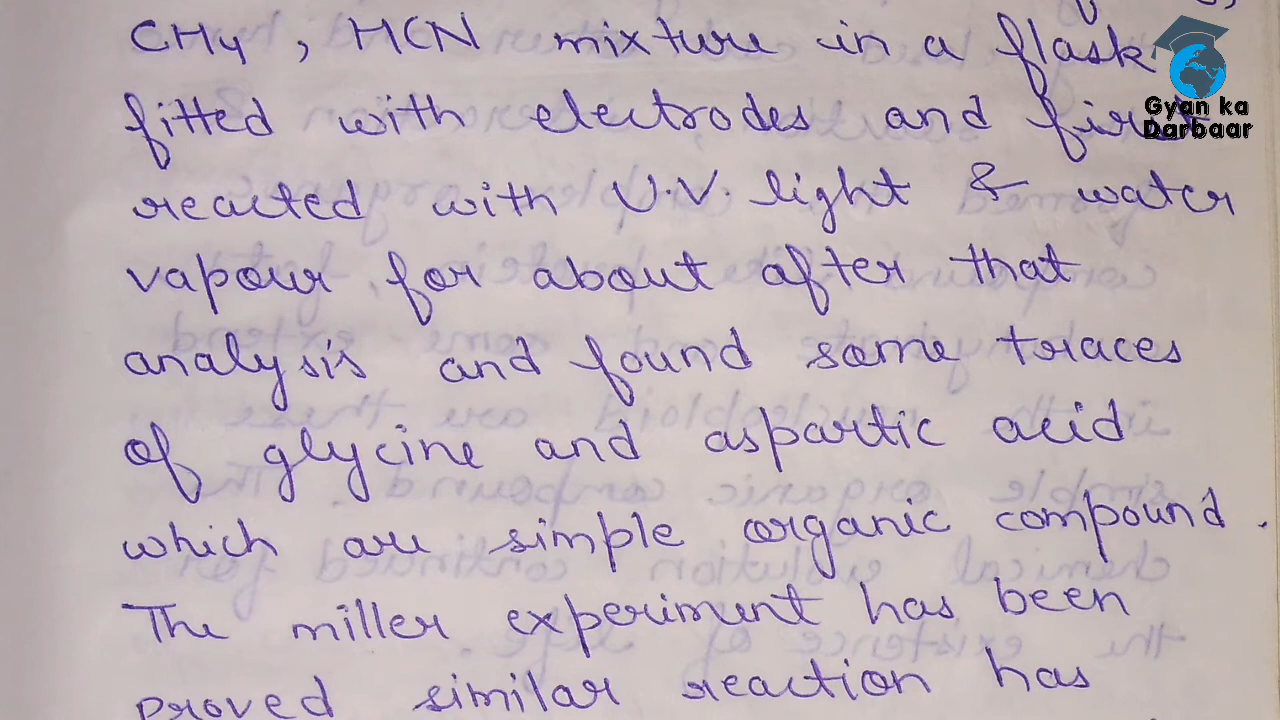 CH4, HCN mixture in a flask
fitted with electrodes and first
reacted with U.V. light & water
vapour for about after that
analysis and found some traces
of glycine and aspartic acid
which are simple organic compound.
The miller experiment has been
proved similar reaction has
Gyan ka
Darbaar